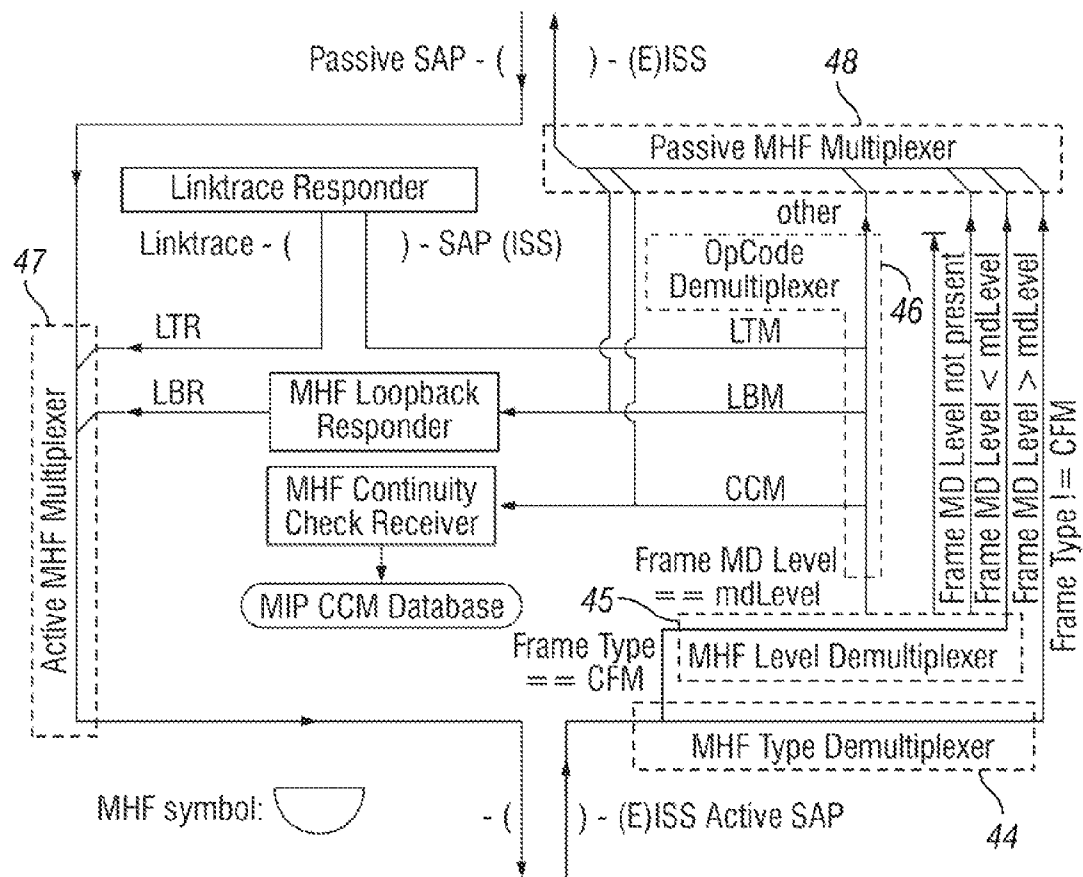 Passive SAP - ( ) - (E)ISS
48
Passive MHF Multiplexer
Linktrace Responder
other
Linktrace - ( ) - SAP (ISS)
OpCode
Demultiplexer
46
47
LTR
LTM
LBR
MHF Loopback
Responder
LBM
MHF Continuity
Check Receiver
CCM
MIP CCM Database
Frame MD Level
== mdLevel
Active MHF Multiplexer
Frame MD Level not present
Frame MD Level < mdLevel
Frame MD Level > mdLevel
Frame Type != CFM
45
Frame Type
== CFM
MHF Level Demultiplexer
MHF Type Demultiplexer
44
MHF symbol:
- ( ) - (E)ISS Active SAP